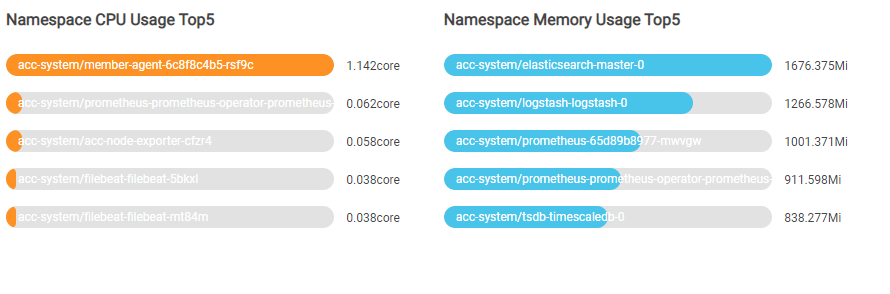 Namespace CPU Usage Top5
acc-system/member-agent-6c8f8c4b5-rsf9c 1.142core
acc-system/prometheus-prometheus-operator-prometheus- 0.062core
acc-system/acc-node-exporter-cfzr4 0.058core
acc-system/filebeat-filebeat-5bkxl 0.038core
acc-system/filebeat-filebeat-mt84m 0.038core
Namespace Memory Usage Top5
acc-system/elasticsearch-master-0 1676.375Mi
acc-system/logstash-logstash-0 1266.578Mi
acc-system/prometheus-65d89b8977-mwvgw 1001.371Mi
acc-system/prometheus-prometheus-operator-prometheus- 911.598Mi
acc-system/tsdb-timescaledb-0 838.277Mi